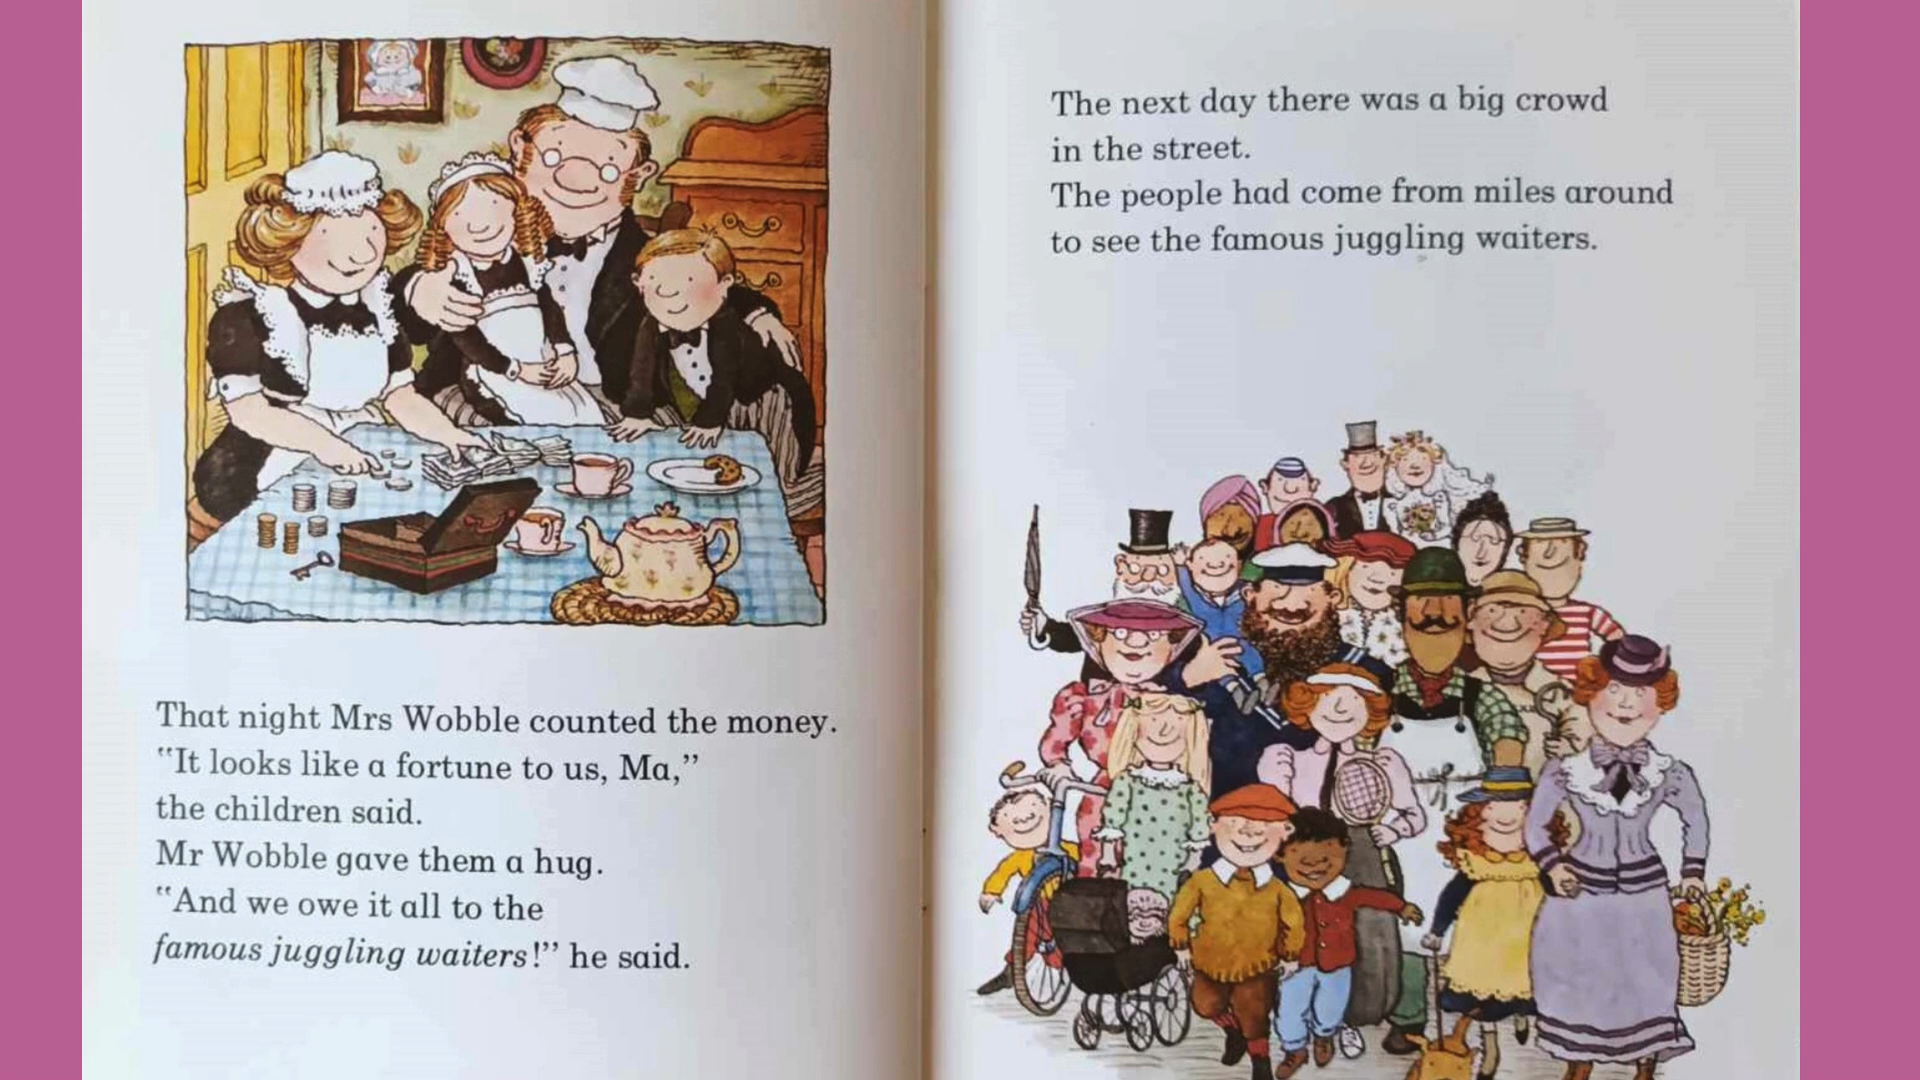 That night Mrs Wobble counted the money.
"It looks like a fortune to us, Ma,"
the children said.
Mr Wobble gave them a hug.
"And we owe it all to the
famous juggling waiters!" he said.
The next day there was a big crowd
in the street.
The people had come from miles around
to see the famous juggling waiters.